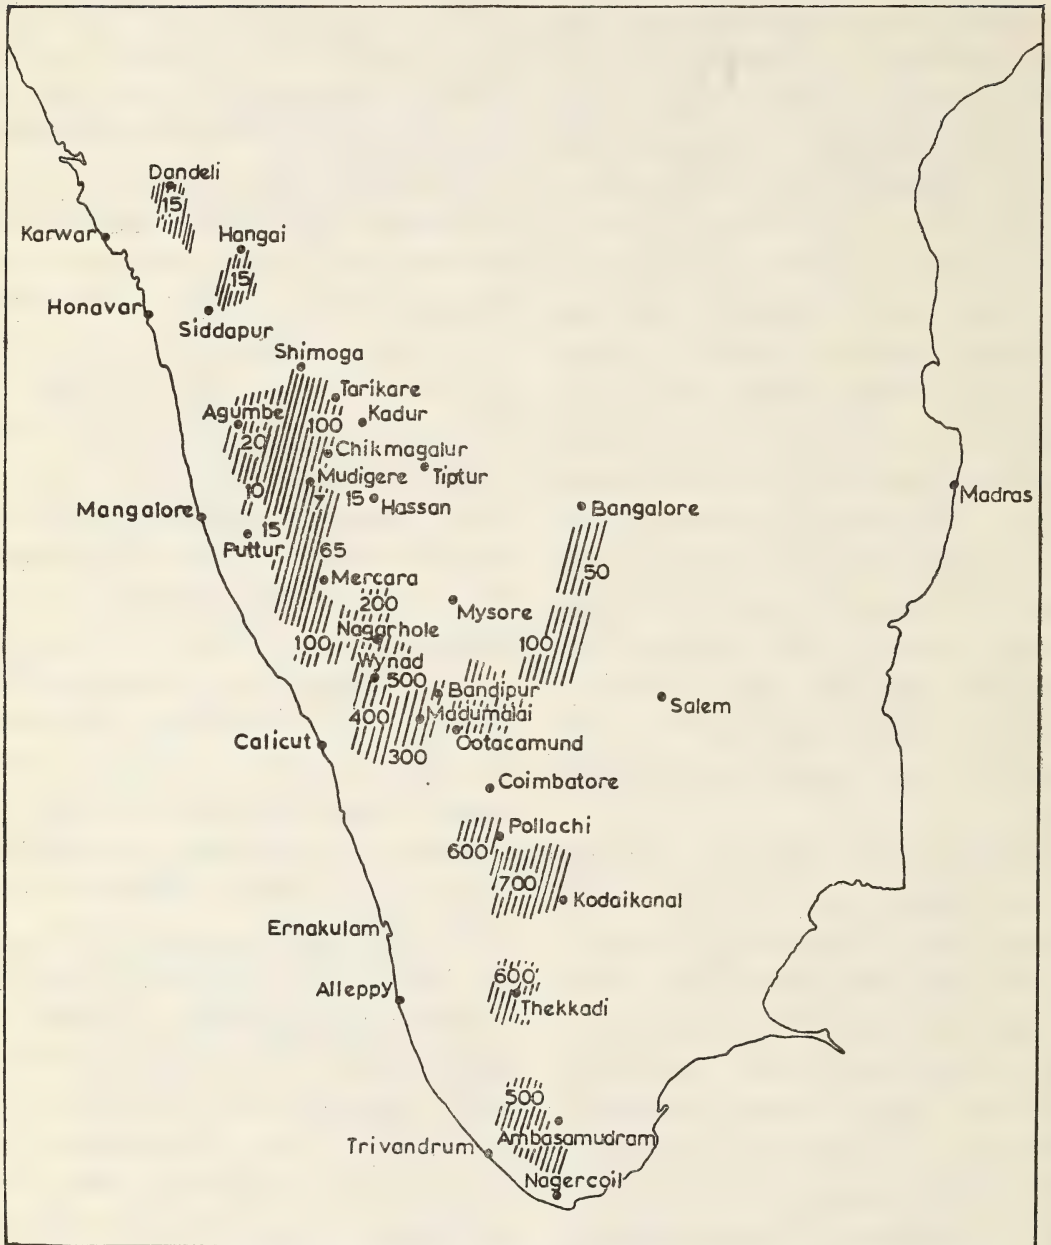 Dandeli
15
Karwar
Hangai
15
Honavar
Siddapur
Shimoga
Tarikare
Agumbe
Kadur
100
20
Chikmagalur
Tiptur
Mudigere
10
7
15
Hassan
Mangalore
Bangalore
Madras
15
Puttur
65
50
Mercara
200
Mysore
Nagarhole
100
100
Wynad
500
Bandipur
Salem
400
Madumalai
Calicut
Ootacamund
300
Coimbatore
Pollachi
600
700
Kodaikanal
Ernakulam
600
Alleppy
Thekkadi
500
Ambasamudram
Trivandrum
Nagercoil